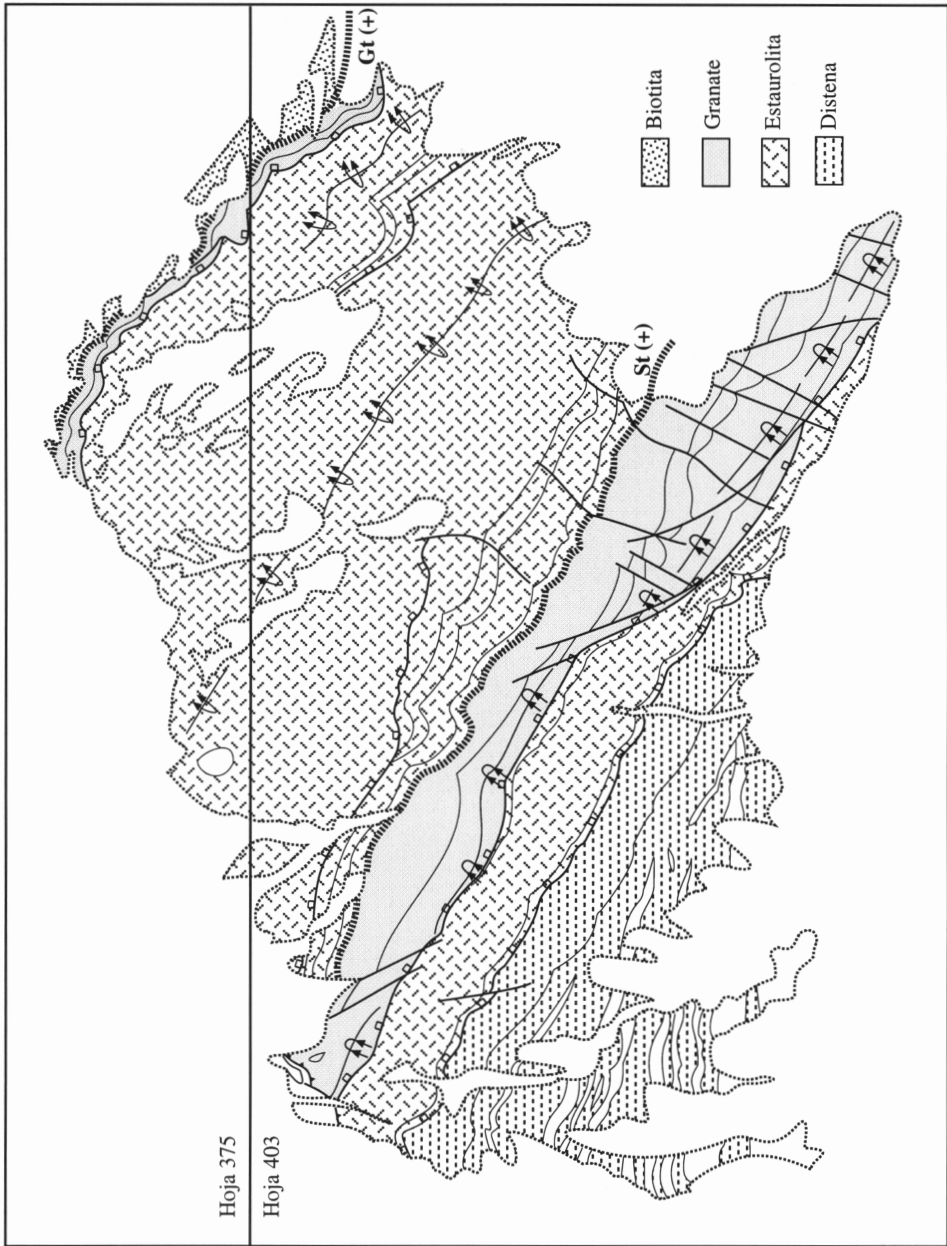 Hoja 375
Hoja 403
Gt (+)
St (+)
Biotita
Granate
Estaurolita
Distena